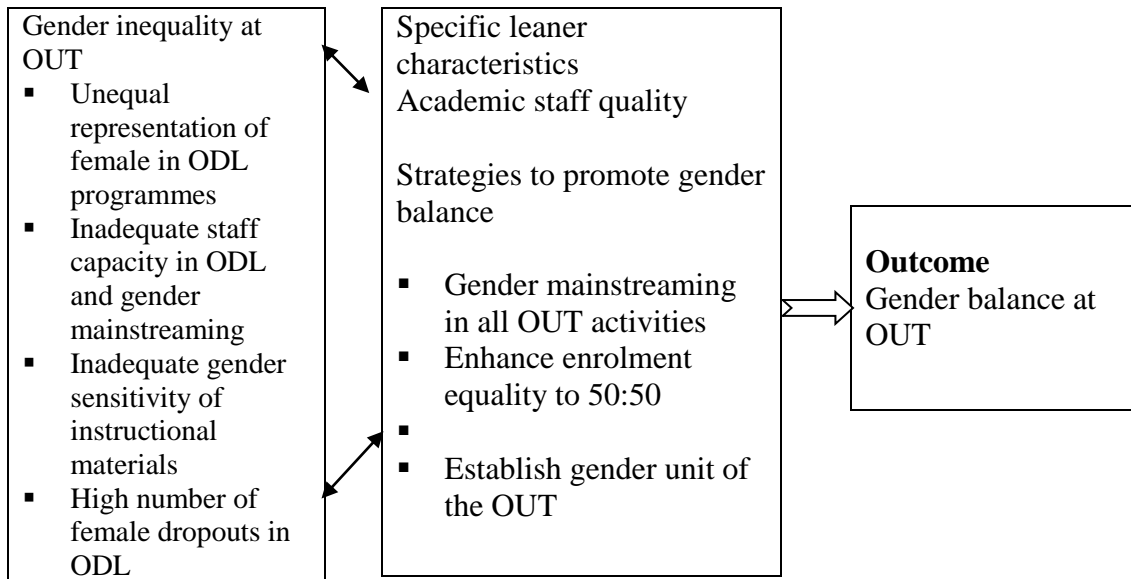 Gender inequality at
OUT
▪ Unequal
representation of
female in ODL
programmes
▪ Inadequate staff
capacity in ODL
and gender
mainstreaming
▪ Inadequate gender
sensitivity of
instructional
materials
▪ High number of
female dropouts in
ODL
Specific leaner
characteristics
Academic staff quality
Strategies to promote gender
balance
▪ Gender mainstreaming
in all OUT activities
▪ Enhance enrolment
equality to 50:50
▪
▪ Establish gender unit of
the OUT
Outcome
Gender balance at
OUT